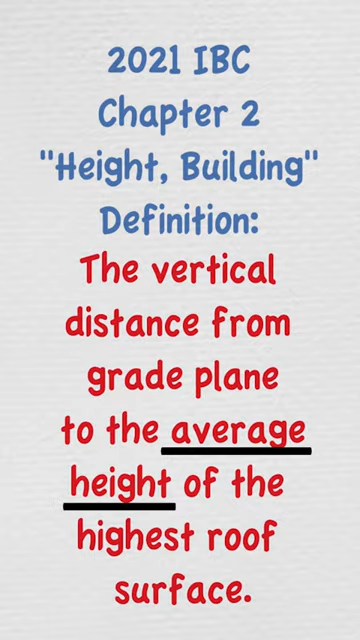 2021 IBC
Chapter 2
"Height, Building"
Definition:
The vertical
distance from
grade plane
to the average
height of the
highest roof
surface.